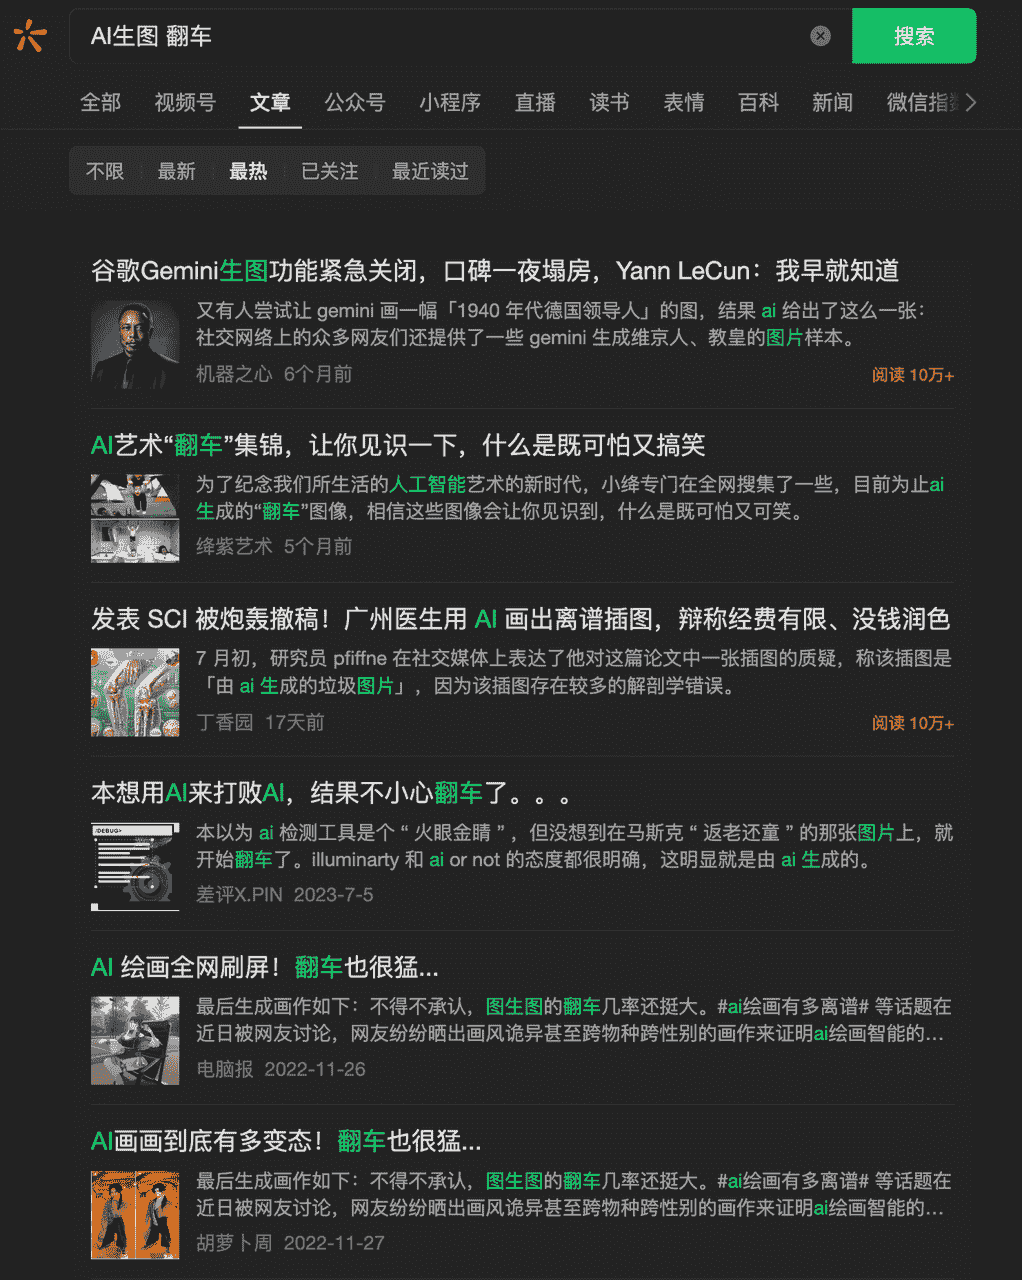 AI生图 翻车
搜索
全部 视频号 文章 公众号 小程序 直播 读书 表情 百科 新闻 微信指数
不限 最新 最热 已关注 最近读过
谷歌Gemini生图功能紧急关闭，口碑一夜塌房，Yann LeCun：我早就知道
又有人尝试让 gemini 画一幅「1940 年代德国领导人」的图，结果 ai 给出了这么一张：
社交网络上的众多网友们还提供了一些 gemini 生成维京人、教皇的图片样本。
机器之心 6个月前
阅读 10万+
AI艺术“翻车”集锦，让你见识一下，什么是既可怕又搞笑
为了纪念我们所生活的人工智能艺术的新时代，小绛专门在全网搜集了一些，目前为止ai
生成的“翻车”图像，相信这些图像会让你见识到，什么是既可怕又可笑。
绛紫艺术 5个月前
发表 SCI 被炮轰撤稿！广州医生用 AI 画出离谱插图，辩称经费有限、没钱润色
7 月初，研究员 pfiffne 在社交媒体上表达了他对这篇论文中一张插图的质疑，称该插图是
「由 ai 生成的垃圾图片」，因为该插图存在较多的解剖学错误。
丁香园 17天前
阅读 10万+
本想用AI来打败AI，结果不小心翻车了。。。
/DEBUG>
本以为 ai 检测工具是个 “ 火眼金睛 ” ，但没想到在马斯克 “ 返老还童 ” 的那张图片上，就
开始翻车了。illuminarty 和 ai or not 的态度都很明确，这明显就是由 ai 生成的。
差评X.PIN 2023-7-5
AI 绘画全网刷屏！翻车也很猛...
最后生成画作如下：不得不承认，图生图的翻车几率还挺大。#ai绘画有多离谱# 等话题在
近日被网友讨论，网友纷纷晒出画风诡异甚至跨物种跨性别的画作来证明ai绘画智能的...
电脑报 2022-11-26
AI画画到底有多变态！翻车也很猛...
最后生成画作如下：不得不承认，图生图的翻车几率还挺大。#ai绘画有多离谱# 等话题在
近日被网友讨论，网友纷纷晒出画风诡异甚至跨物种跨性别的画作来证明ai绘画智能的...
胡萝卜周 2022-11-27